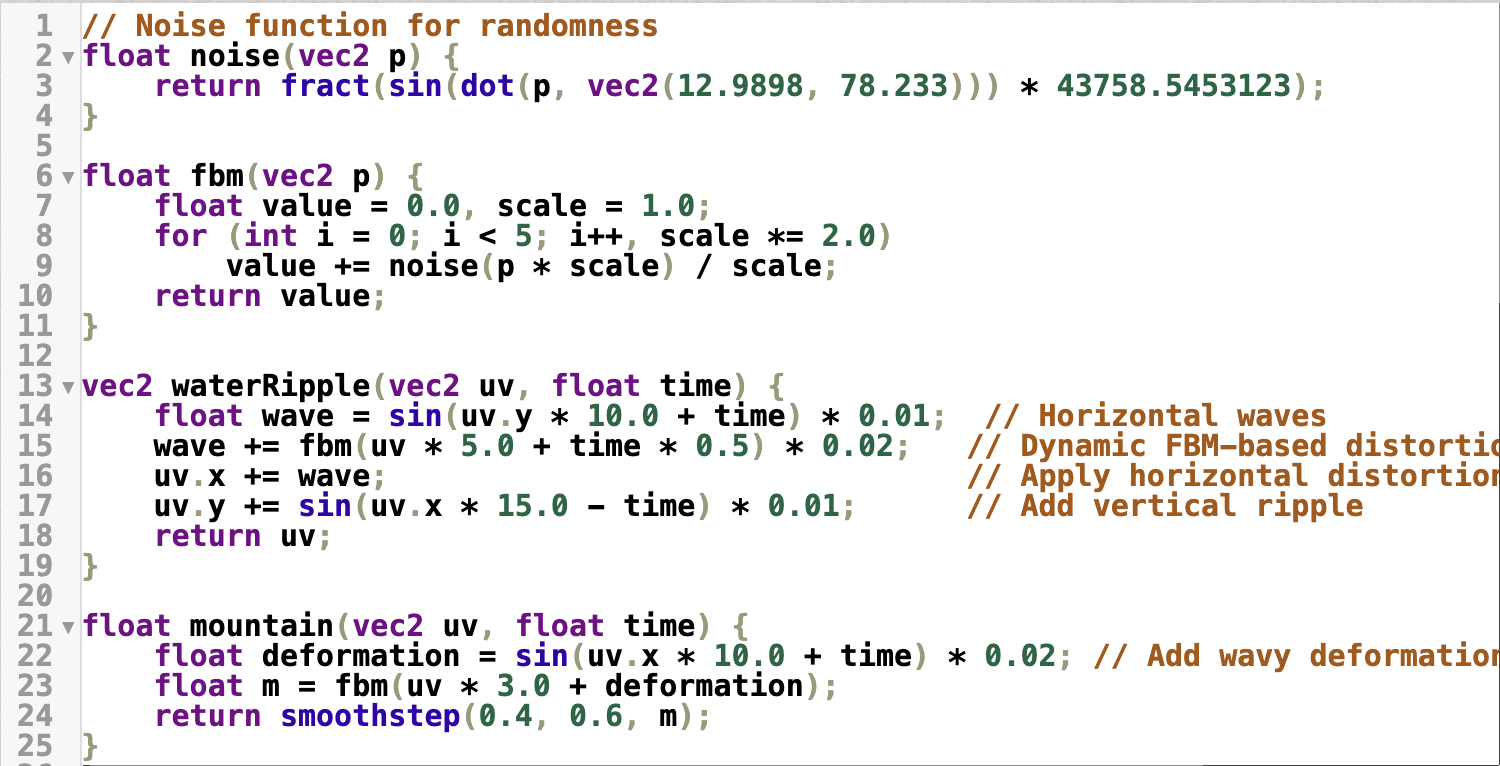 1 // Noise function for randomness
2 float noise(vec2 p) {
3     return fract(sin(dot(p, vec2(12.9898, 78.233))) * 43758.5453123);
4 }
5
6 float fbm(vec2 p) {
7     float value = 0.0, scale = 1.0;
8     for (int i = 0; i < 5; i++, scale *= 2.0)
9         value += noise(p * scale) / scale;
10     return value;
11 }
12
13 vec2 waterRipple(vec2 uv, float time) {
14     float wave = sin(uv.y * 10.0 + time) * 0.01;  // Horizontal waves
15     wave += fbm(uv * 5.0 + time * 0.5) * 0.02;   // Dynamic FBM-based distortio
16     uv.x += wave;                                // Apply horizontal distortion
17     uv.y += sin(uv.x * 15.0 - time) * 0.01;      // Add vertical ripple
18     return uv;
19 }
20
21 float mountain(vec2 uv, float time) {
22     float deformation = sin(uv.x * 10.0 + time) * 0.02; // Add wavy deformation
23     float m = fbm(uv * 3.0 + deformation);
24     return smoothstep(0.4, 0.6, m);
25 }